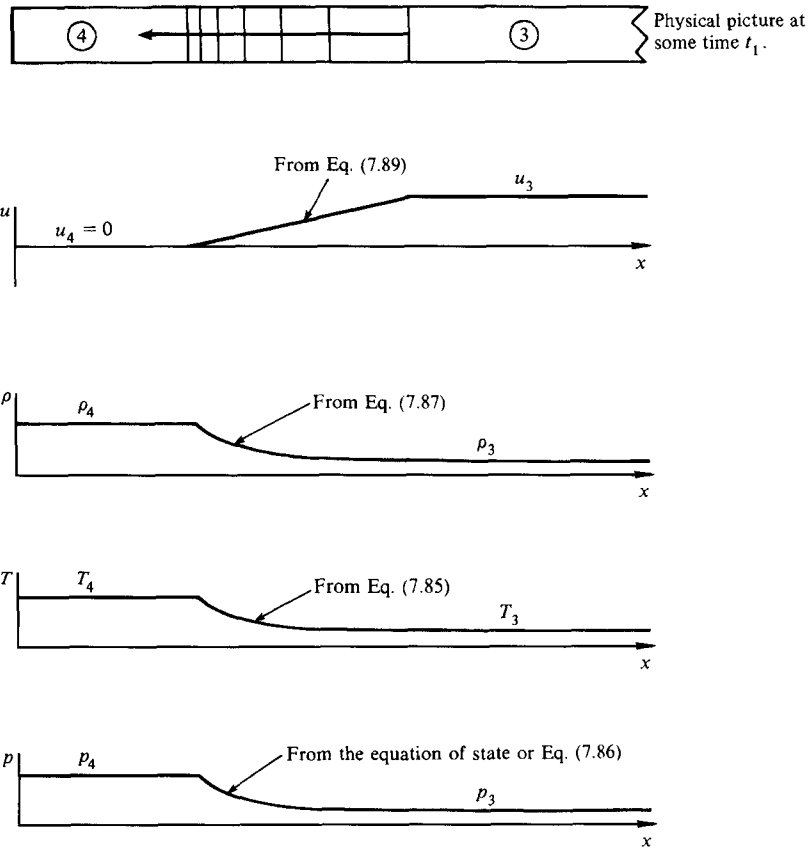 ④
③
Physical picture at
some time t₁.
From Eq. (7.89)
u
u₄ = 0
u₃
x
ρ
ρ₄
From Eq. (7.87)
ρ₃
x
T
T₄
From Eq. (7.85)
T₃
x
p
p₄
From the equation of state or Eq. (7.86)
p₃
x